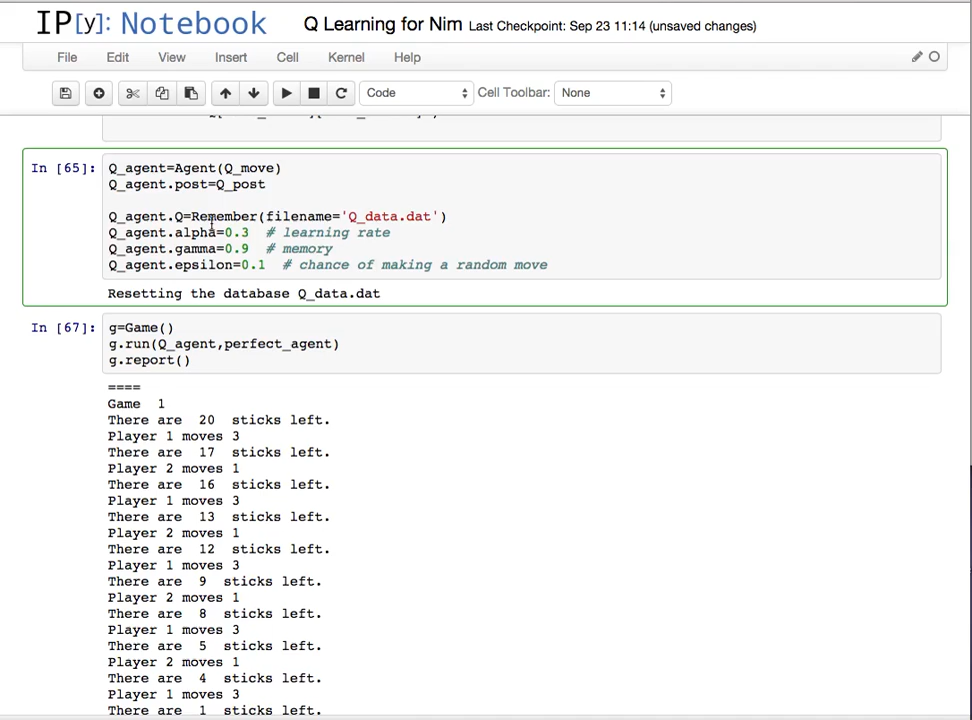 IP[y]: Notebook Q Learning for Nim Last Checkpoint: Sep 23 11:14 (unsaved changes)
File Edit View Insert Cell Kernel Help
Code Cell Toolbar: None
In [65]: Q_agent=Agent(Q_move)
Q_agent.post=Q_post
Q_agent.Q=Remember(filename='Q_data.dat')
Q_agent.alpha=0.3 # learning rate
Q_agent.gamma=0.9 # memory
Q_agent.epsilon=0.1 # chance of making a random move
Resetting the database Q_data.dat
In [67]: g=Game()
g.run(Q_agent,perfect_agent)
g.report()
====
Game 1
There are 20 sticks left.
Player 1 moves 3
There are 17 sticks left.
Player 2 moves 1
There are 16 sticks left.
Player 1 moves 3
There are 13 sticks left.
Player 2 moves 1
There are 12 sticks left.
Player 1 moves 3
There are 9 sticks left.
Player 2 moves 1
There are 8 sticks left.
Player 1 moves 3
There are 5 sticks left.
Player 2 moves 1
There are 4 sticks left.
Player 1 moves 3
There are 1 sticks left.